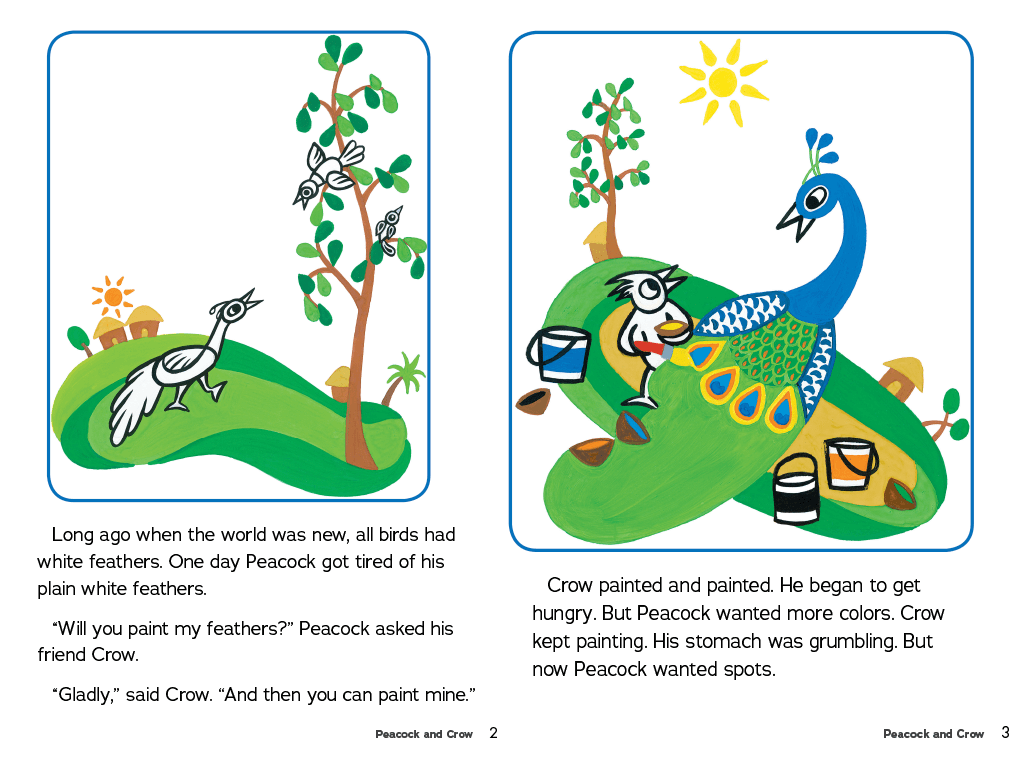 Long ago when the world was new, all birds had
white feathers. One day Peacock got tired of his
plain white feathers.
“Will you paint my feathers?” Peacock asked his
friend Crow.
“Gladly,” said Crow. “And then you can paint mine.”
Peacock and Crow 2
Crow painted and painted. He began to get
hungry. But Peacock wanted more colors. Crow
kept painting. His stomach was grumbling. But
now Peacock wanted spots.
Peacock and Crow 3